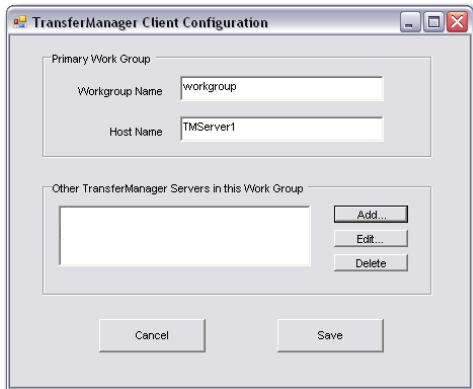 TransferManager Client Configuration
Primary Work Group
Workgroup Name workgroup
Host Name TMServer1
Other TransferManager Servers in this Work Group
Add...
Edit...
Delete
Cancel Save